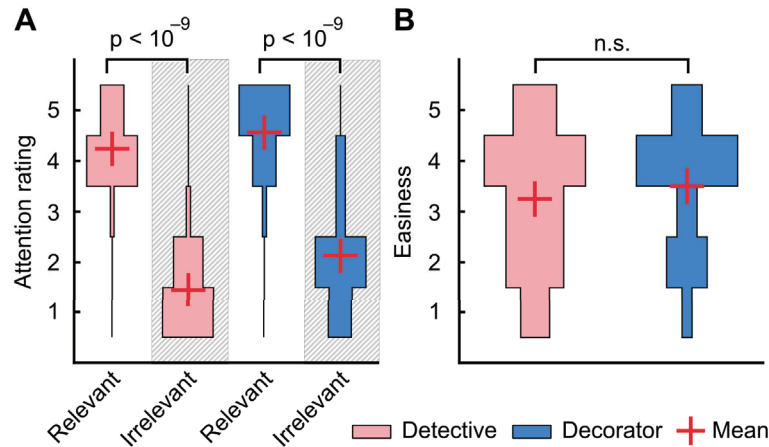 A
p < 10⁻⁹
p < 10⁻⁹
Attention rating
5
4
3
2
1
Relevant
Irrelevant
Relevant
Irrelevant
B
n.s.
Easiness
5
4
3
2
1
Detective
Decorator
Mean